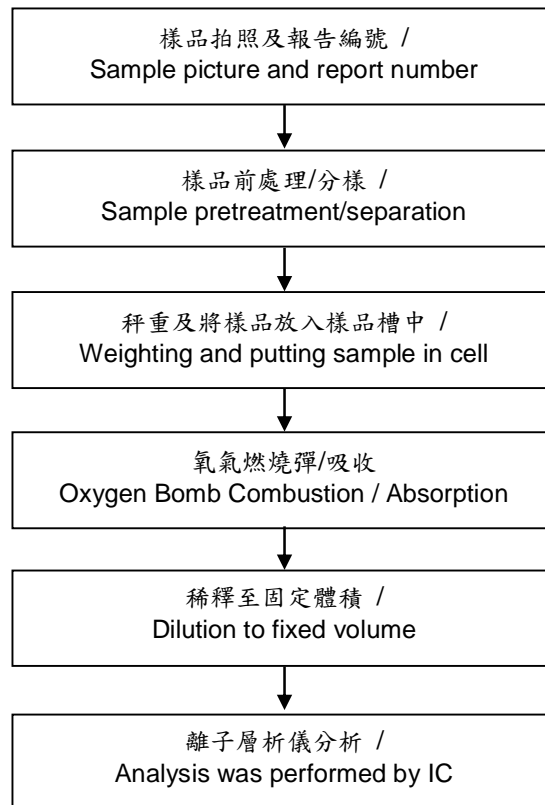 樣品拍照及報告編號 /
Sample picture and report number
樣品前處理/分樣 /
Sample pretreatment/separation
秤重及將樣品放入樣品槽中 /
Weighting and putting sample in cell
氧氣燃燒彈/吸收
Oxygen Bomb Combustion / Absorption
稀釋至固定體積 /
Dilution to fixed volume
離子層析儀分析 /
Analysis was performed by IC